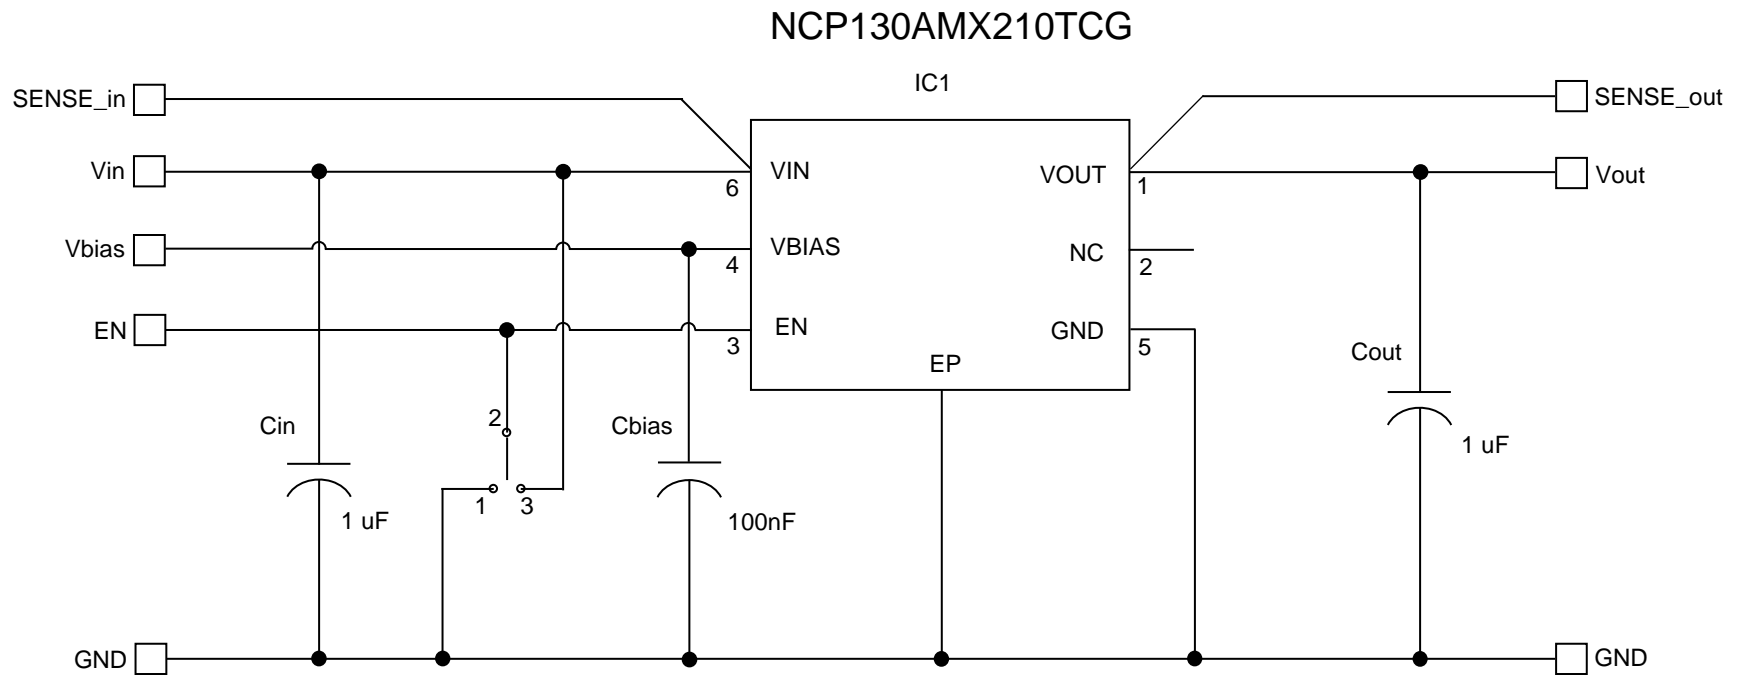 NCP130AMX210TCG
IC1
SENSE_in
SENSE_out
Vin
VIN
6
VOUT
1
Vout
Vbias
VBIAS
4
NC
2
EN
EN
3
GND
5
EP
Cout
1 uF
Cin
1 uF
2
1
3
Cbias
100nF
GND
GND